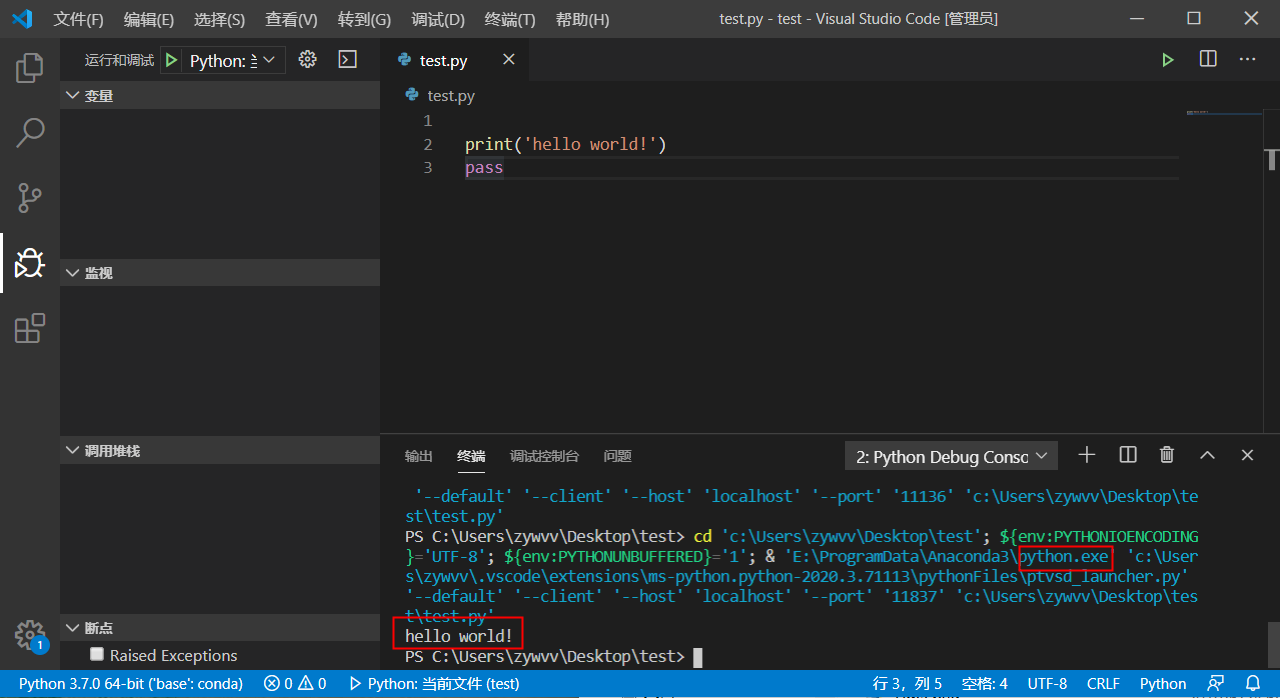 文件(F) 编辑(E) 选择(S) 查看(V) 转到(G) 调试(D) 终端(T) 帮助(H) test.py - test - Visual Studio Code [管理员]
运行和调试 Python:
test.py
变量
test.py
1
2 print('hello world!')
3 pass
监视
调用堆栈
断点
Raised Exceptions
1
输出 终端 调试控制台 问题 2: Python Debug Consc
'--default' '--client' '--host' 'localhost' '--port' '11136' 'c:\Users\zywvv\Desktop\te
st\test.py'
PS C:\Users\zywvv\Desktop\test> cd 'c:\Users\zywvv\Desktop\test'; ${env:PYTHONIOENCODING
}='UTF-8'; ${env:PYTHONUNBUFFERED}='1'; & 'E:\ProgramData\Anaconda3\python.exe' 'c:\User
s\zywvv\.vscode\extensions\ms-python.python-2020.3.71113\pythonFiles\ptvsd_launcher.py'
'--default' '--client' '--host' 'localhost' '--port' '11837' 'c:\Users\zywvv\Desktop\tes
t\test.py'
hello world!
PS C:\Users\zywvv\Desktop\test>
Python 3.7.0 64-bit ('base': conda) 0 0 Python: 当前文件 (test) 行 3，列 5 空格: 4 UTF-8 CRLF Python